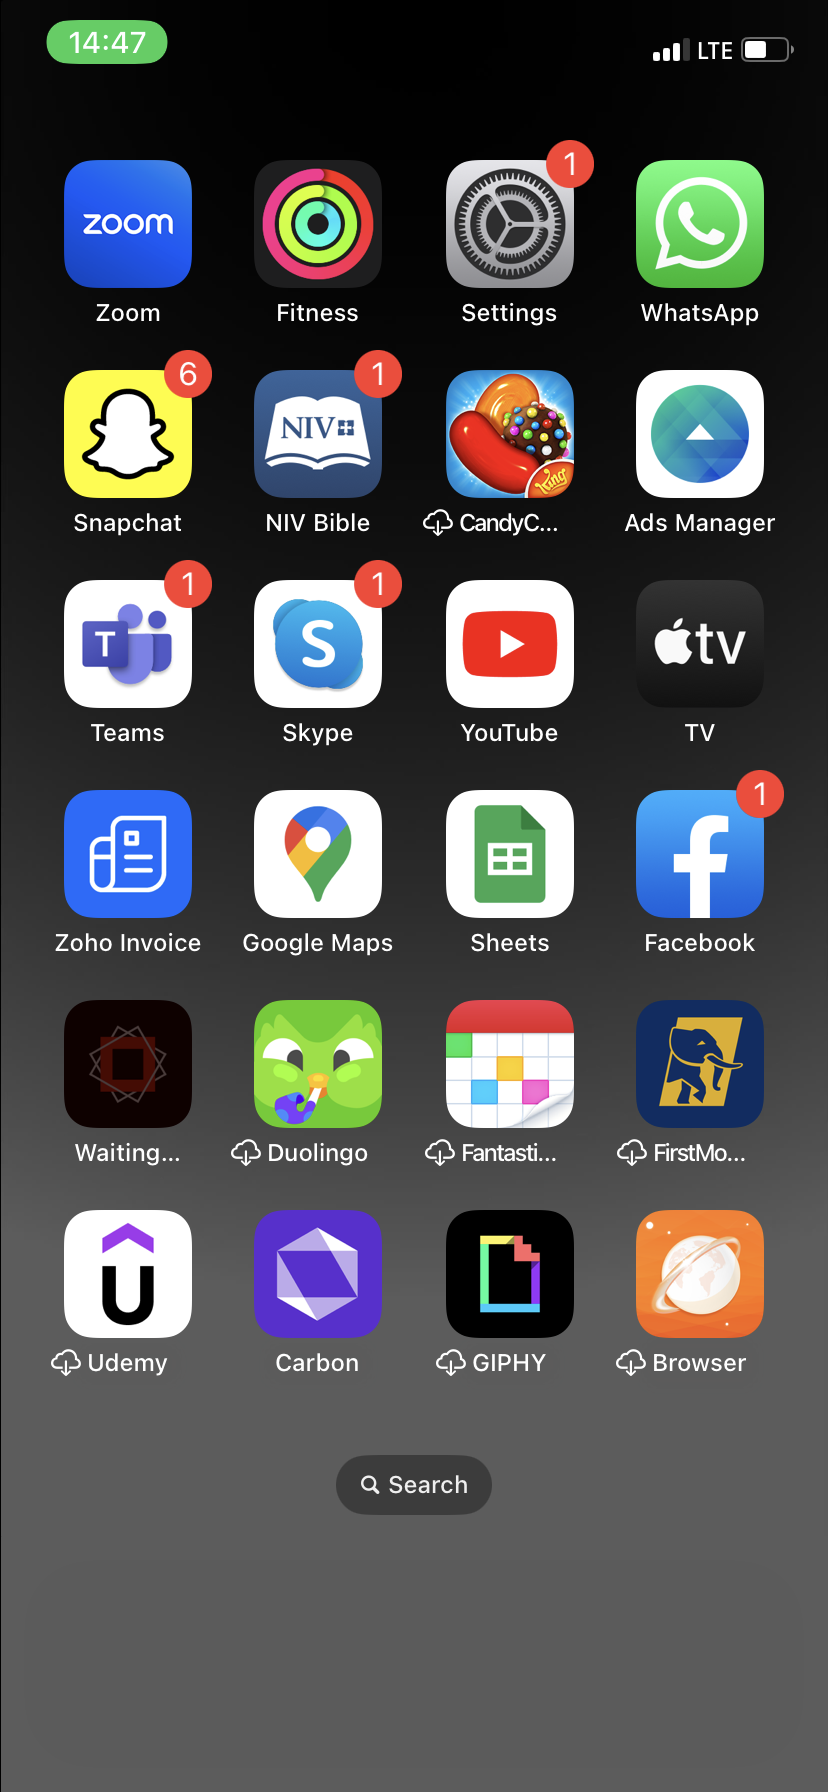 14:47 LTE
zoom
1
Zoom Fitness Settings WhatsApp
6 NIV 1 King
Snapchat NIV Bible CandyC... Ads Manager
T 1 S 1 tv
Teams Skype YouTube TV
1
Zoho Invoice Google Maps Sheets Facebook
Waiting... Duolingo Fantasti... FirstMo...
Udemy Carbon GIPHY Browser
Search